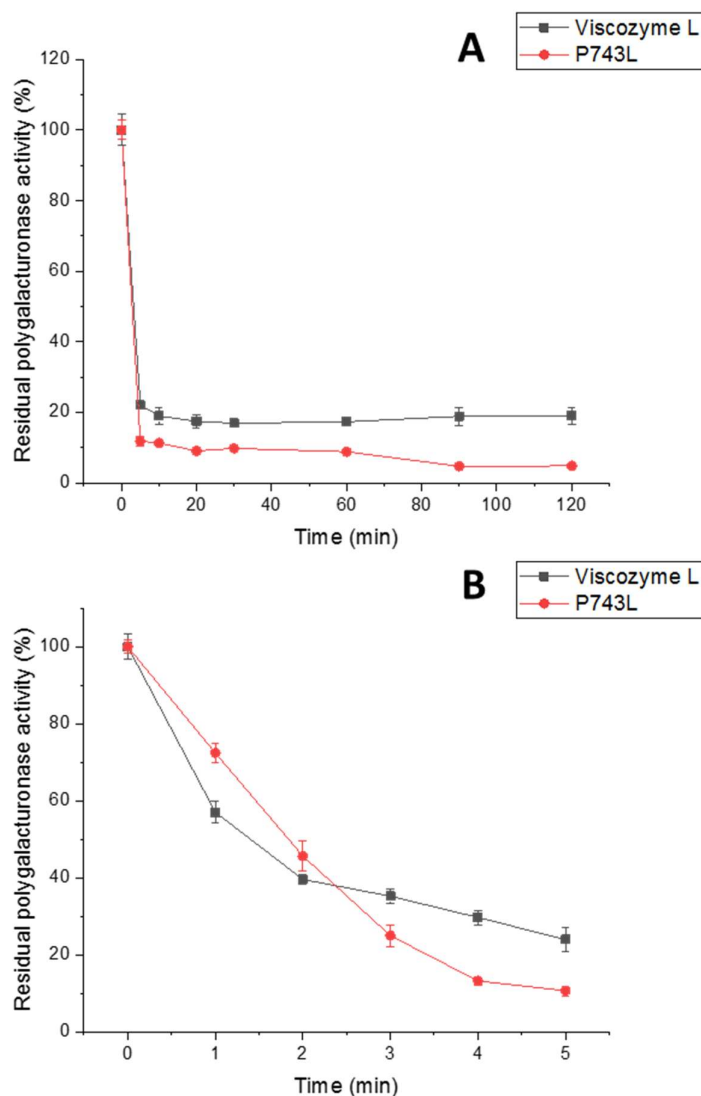 A
Viscozyme L
P743L
Residual polygalacturonase activity (%)
120
100
80
60
40
20
0
0 20 40 60 80 100 120
Time (min)
B
Viscozyme L
P743L
Residual polygalacturonase activity (%)
100
80
60
40
20
0
0 1 2 3 4 5
Time (min)